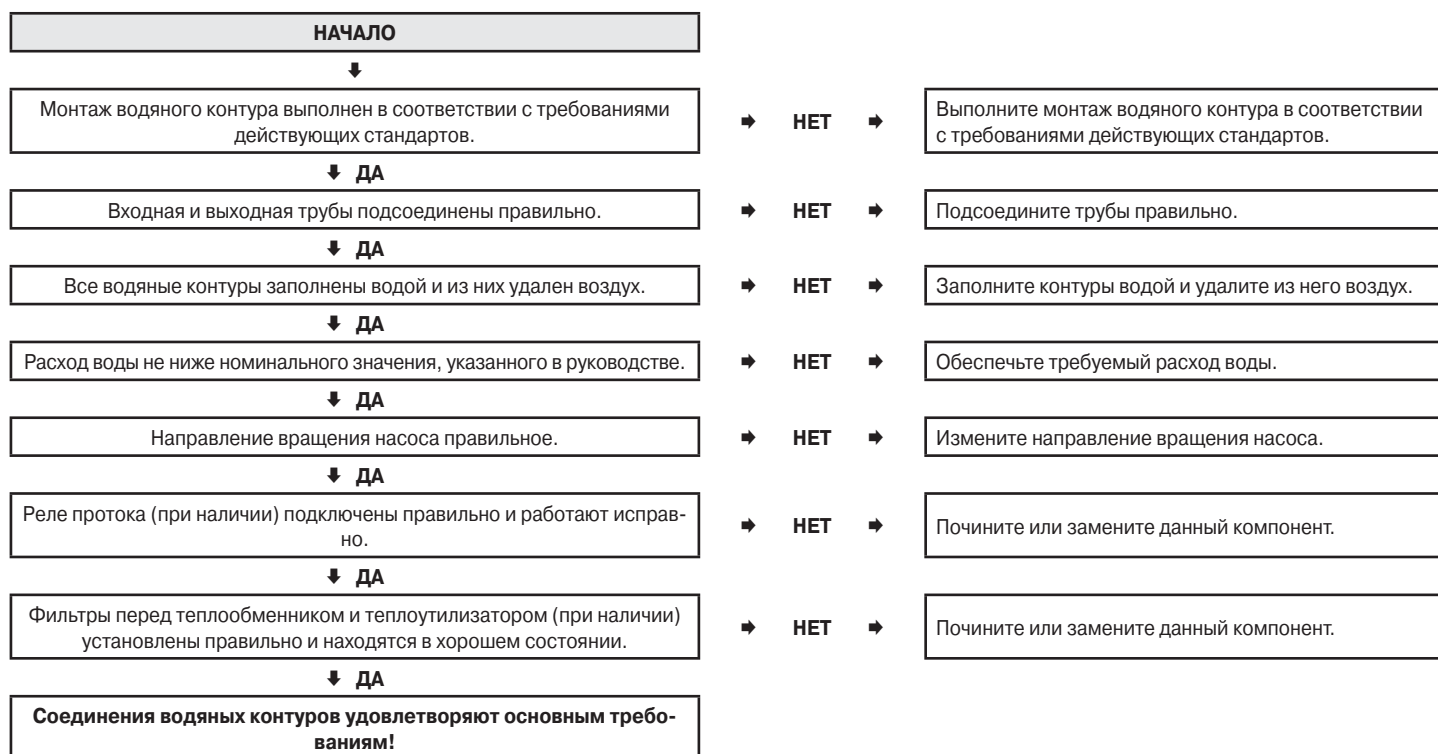 НАЧАЛО
Монтаж водяного контура выполнен в соответствии с требованиями
действующих стандартов.
НЕТ
Выполните монтаж водяного контура в соответствии
с требованиями действующих стандартов.
ДА
Входная и выходная трубы подсоединены правильно.
НЕТ
Подсоедините трубы правильно.
ДА
Все водяные контуры заполнены водой и из них удален воздух.
НЕТ
Заполните контуры водой и удалите из него воздух.
ДА
Расход воды не ниже номинального значения, указанного в руководстве.
НЕТ
Обеспечьте требуемый расход воды.
ДА
Направление вращения насоса правильное.
НЕТ
Измените направление вращения насоса.
ДА
Реле протока (при наличии) подключены правильно и работают исправ-
но.
НЕТ
Почините или замените данный компонент.
ДА
Фильтры перед теплообменником и теплоутилизатором (при наличии)
установлены правильно и находятся в хорошем состоянии.
НЕТ
Почините или замените данный компонент.
ДА
Соединения водяных контуров удовлетворяют основным требо-
ваниям!